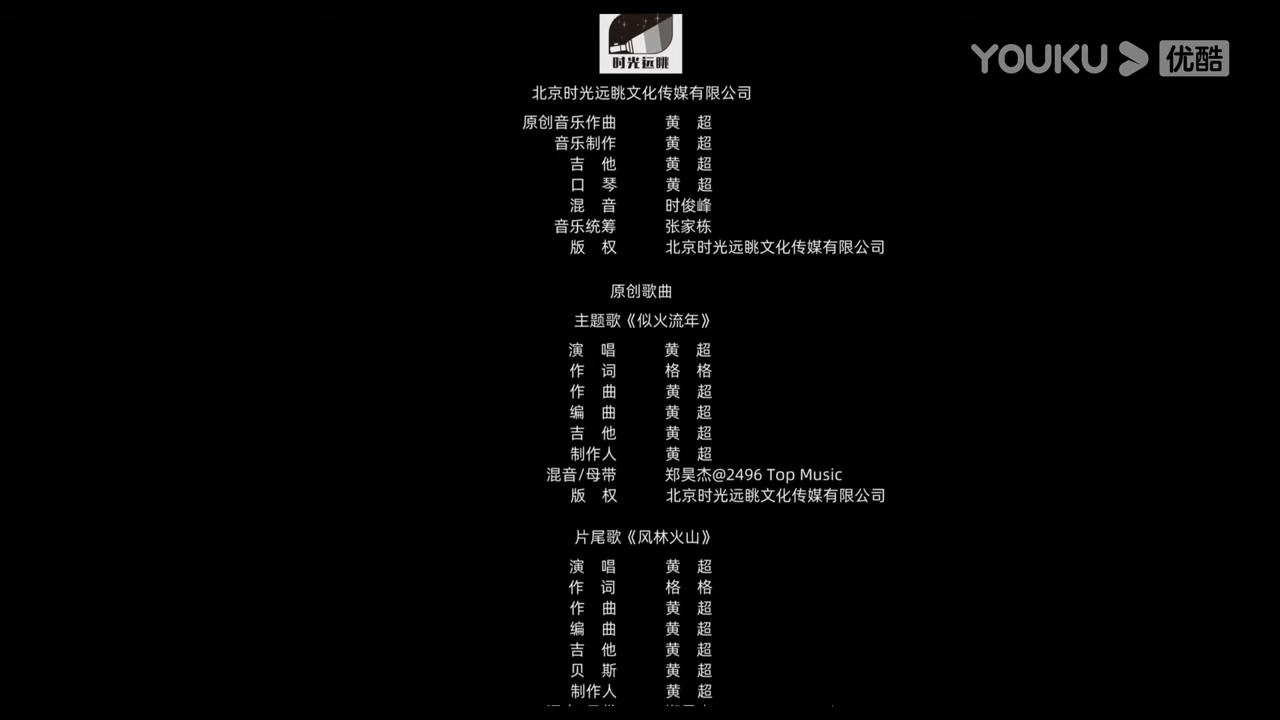 时光远眺
YOUKU 优酷
北京时光远眺文化传媒有限公司
原创音乐作曲 黄 超
音乐制作 黄 超
吉 他 黄 超
口 琴 黄 超
混 音 时俊峰
音乐统筹 张家栋
版 权 北京时光远眺文化传媒有限公司
原创歌曲
主题歌《似火流年》
演 唱 黄 超
作 词 格 格
作 曲 黄 超
编 曲 黄 超
吉 他 黄 超
制作人 黄 超
混音/母带 郑昊杰@2496 Top Music
版 权 北京时光远眺文化传媒有限公司
片尾歌《风林火山》
演 唱 黄 超
作 词 格 格
作 曲 黄 超
编 曲 黄 超
吉 他 黄 超
贝 斯 黄 超
制作人 黄 超